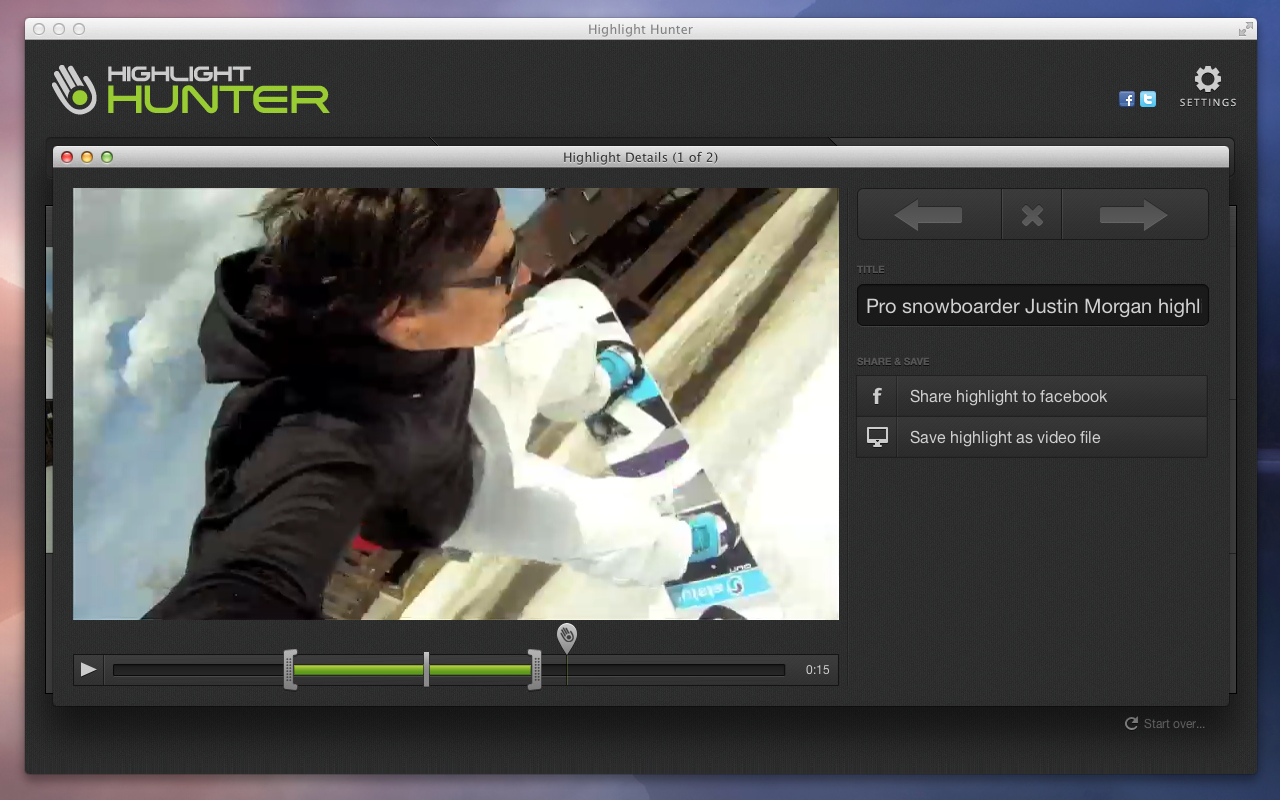 Highlight Hunter
HIGHLIGHT
HUNTER
SETTINGS
Highlight Details (1 of 2)
TITLE
Pro snowboarder Justin Morgan highl
SHARE & SAVE
Share highlight to facebook
Save highlight as video file
0:15
Start over...